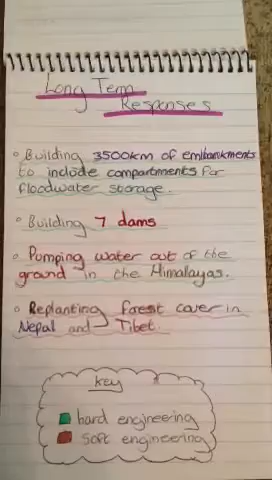 Long Term
Responses
Building 3500km of embankments
to include compartments for
floodwater storage.
Building 7 dams
Pumping water out of the
ground in the Himalayas.
Replanting forest cover in
Nepal and Tibet.
key
hard engineering
soft engineering